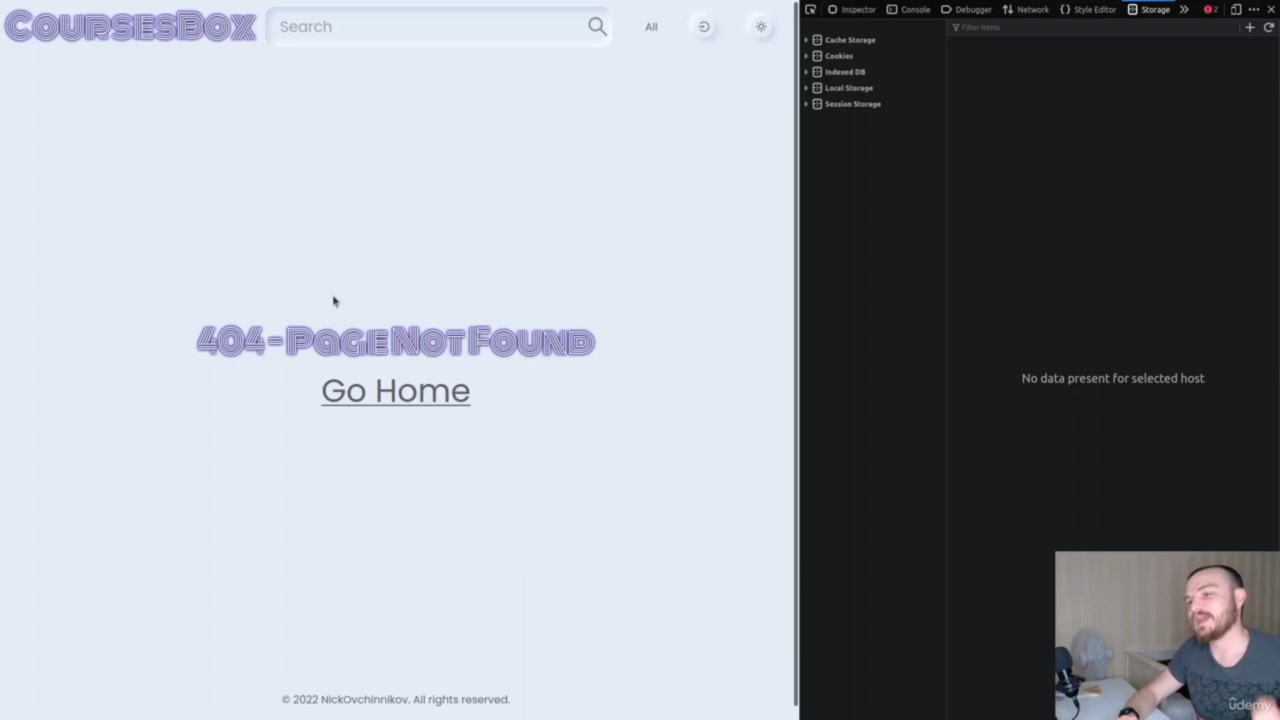 CoursesBox
Search
All
404 - Page Not Found
Go Home
© 2022 NickOvchinnikov. All rights reserved.
Inspector
Console
Debugger
Network
Style Editor
Storage
2
Filter Items
Cache Storage
Cookies
Indexed DB
Local Storage
Session Storage
No data present for selected host
ûdemy